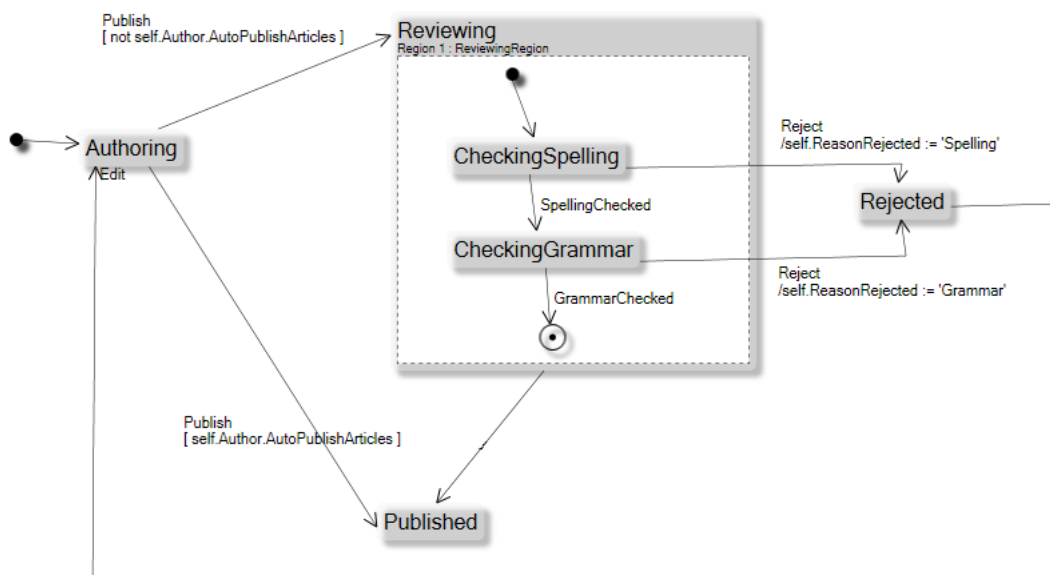 Publish
[ not self.Author.AutoPublishArticles ]
Reviewing
Region 1 : ReviewingRegion
Authoring
Edit
CheckingSpelling
SpellingChecked
CheckingGrammar
GrammarChecked
Reject
/self.ReasonRejected := 'Spelling'
Rejected
Reject
/self.ReasonRejected := 'Grammar'
Publish
[ self.Author.AutoPublishArticles ]
Published